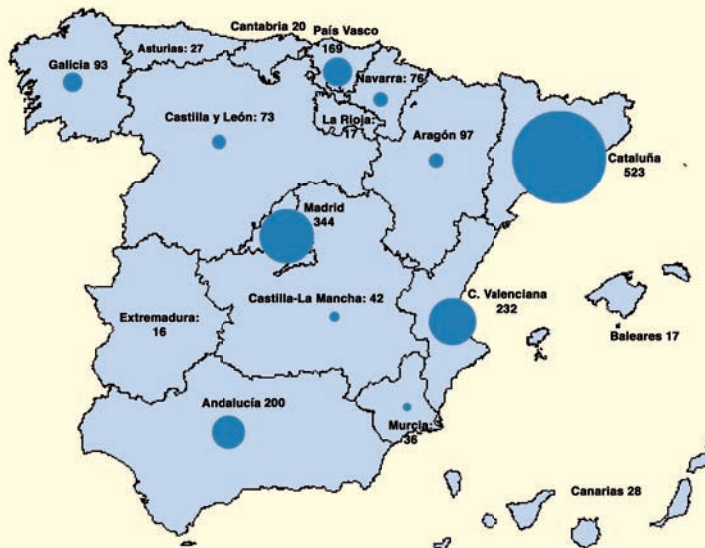 Cantabria 20
País Vasco
169
Asturias: 27
Galicia 93
Navarra: 76
Castilla y León: 73
La Rioja:
17
Aragón 97
Cataluña
523
Madrid
344
C. Valenciana
232
Castilla-La Mancha: 42
Extremadura:
16
Baleares 17
Andalucía 200
Murcia:
36
Canarias 28